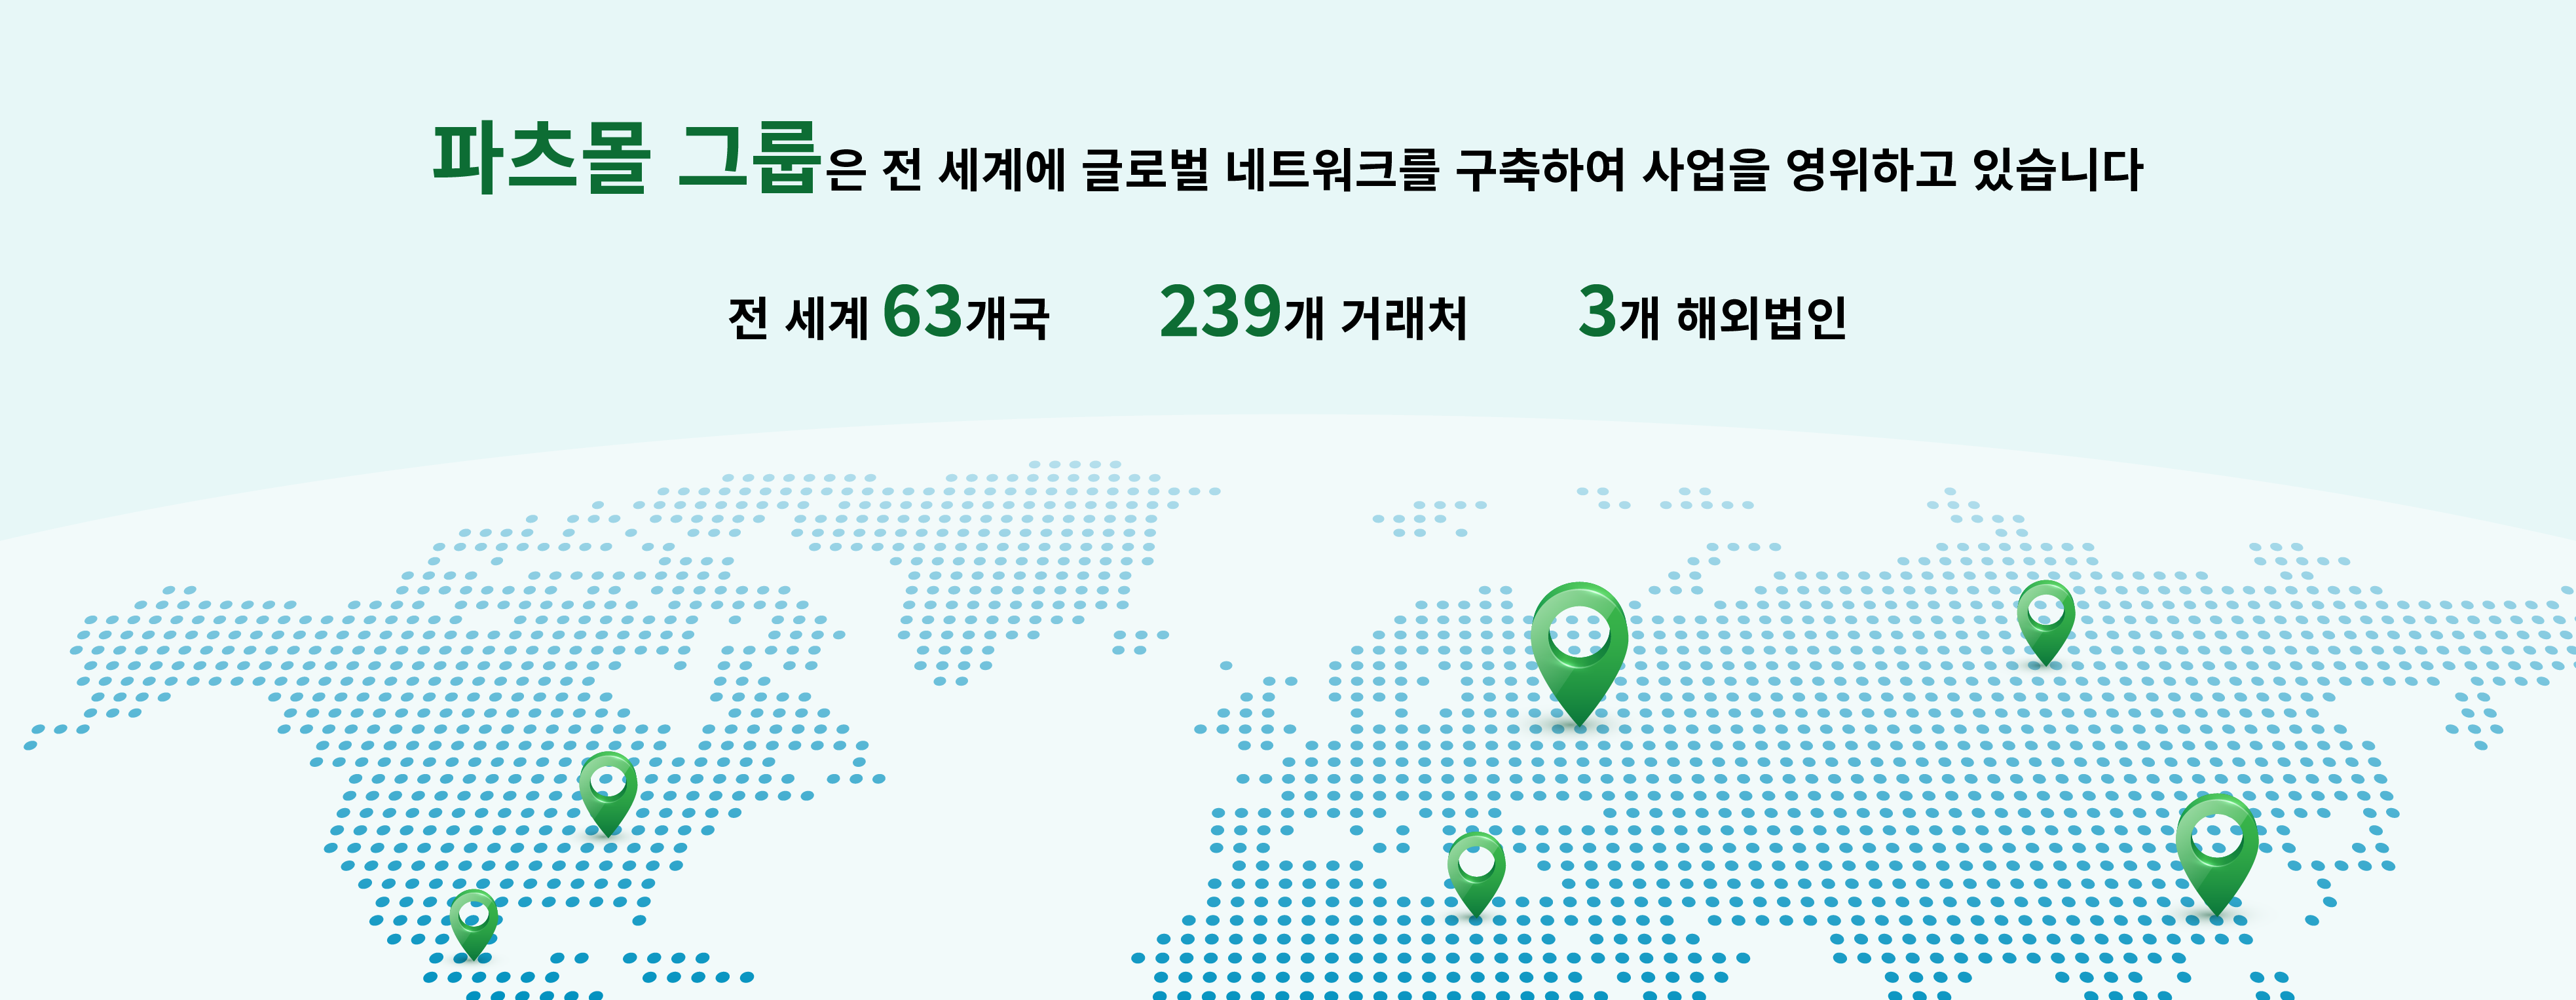 파츠몰 그룹은 전 세계에 글로벌 네트워크를 구축하여 사업을 영위하고 있습니다
전 세계 63개국 239개 거래처 3개 해외법인